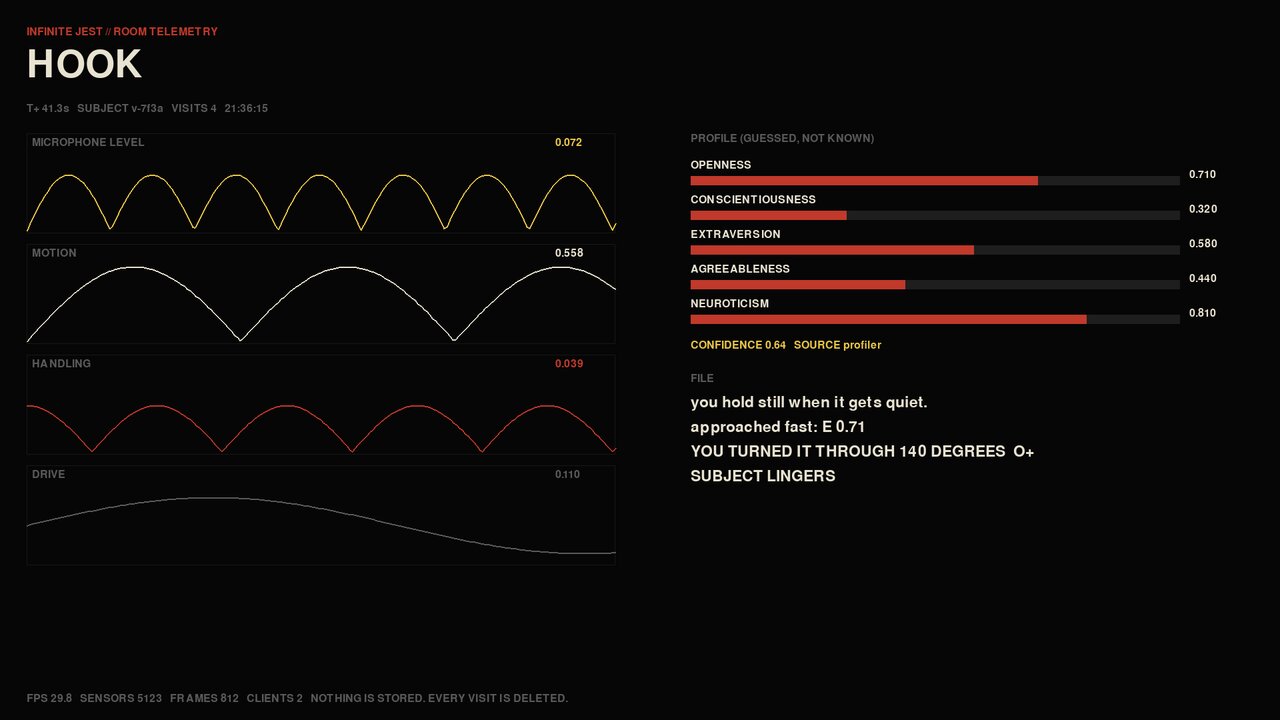 INFINITE JEST // ROOM TELEMETRY
HOOK
T+ 41.3s SUBJECT v-7f3a VISITS 4 21:36:15
MICROPHONE LEVEL 0.072
MOTION 0.558
HANDLING 0.039
DRIVE 0.110
PROFILE (GUESSED, NOT KNOWN)
OPENNESS 0.710
CONSCIENTIOUSNESS 0.320
EXTRAVERSION 0.580
AGREEABLENESS 0.440
NEUROTICISM 0.810
CONFIDENCE 0.64 SOURCE profiler
FILE
you hold still when it gets quiet.
approached fast: E 0.71
YOU TURNED IT THROUGH 140 DEGREES O+
SUBJECT LINGERS
FPS 29.8 SENSORS 5123 FRAMES 812 CLIENTS 2 NOTHING IS STORED. EVERY VISIT IS DELETED.